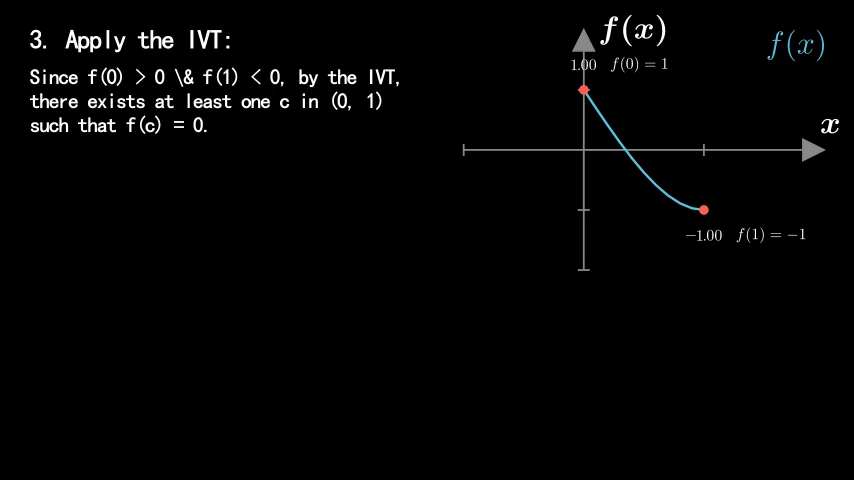 3. Apply the IVT:
Since f(0) > 0 \& f(1) < 0, by the IVT,
there exists at least one c in (0, 1)
such that f(c) = 0.
f(x)
f(x)
1.00 f(0) = 1
x
−1.00 f(1) = −1